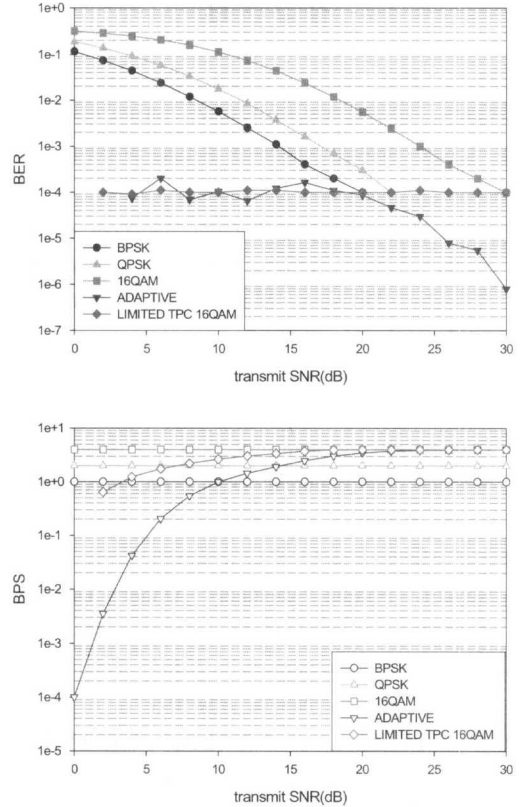 1e+0
1e-1
1e-2
1e-3
1e-4
1e-5
1e-6
1e-7
BER
BPSK
QPSK
16QAM
ADAPTIVE
LIMITED TPC 16QAM
0 5 10 15 20 25 30
transmit SNR(dB)
1e+1
1e+0
1e-1
1e-2
1e-3
1e-4
1e-5
BPS
BPSK
QPSK
16QAM
ADAPTIVE
LIMITED TPC 16QAM
0 5 10 15 20 25 30
transmit SNR(dB)